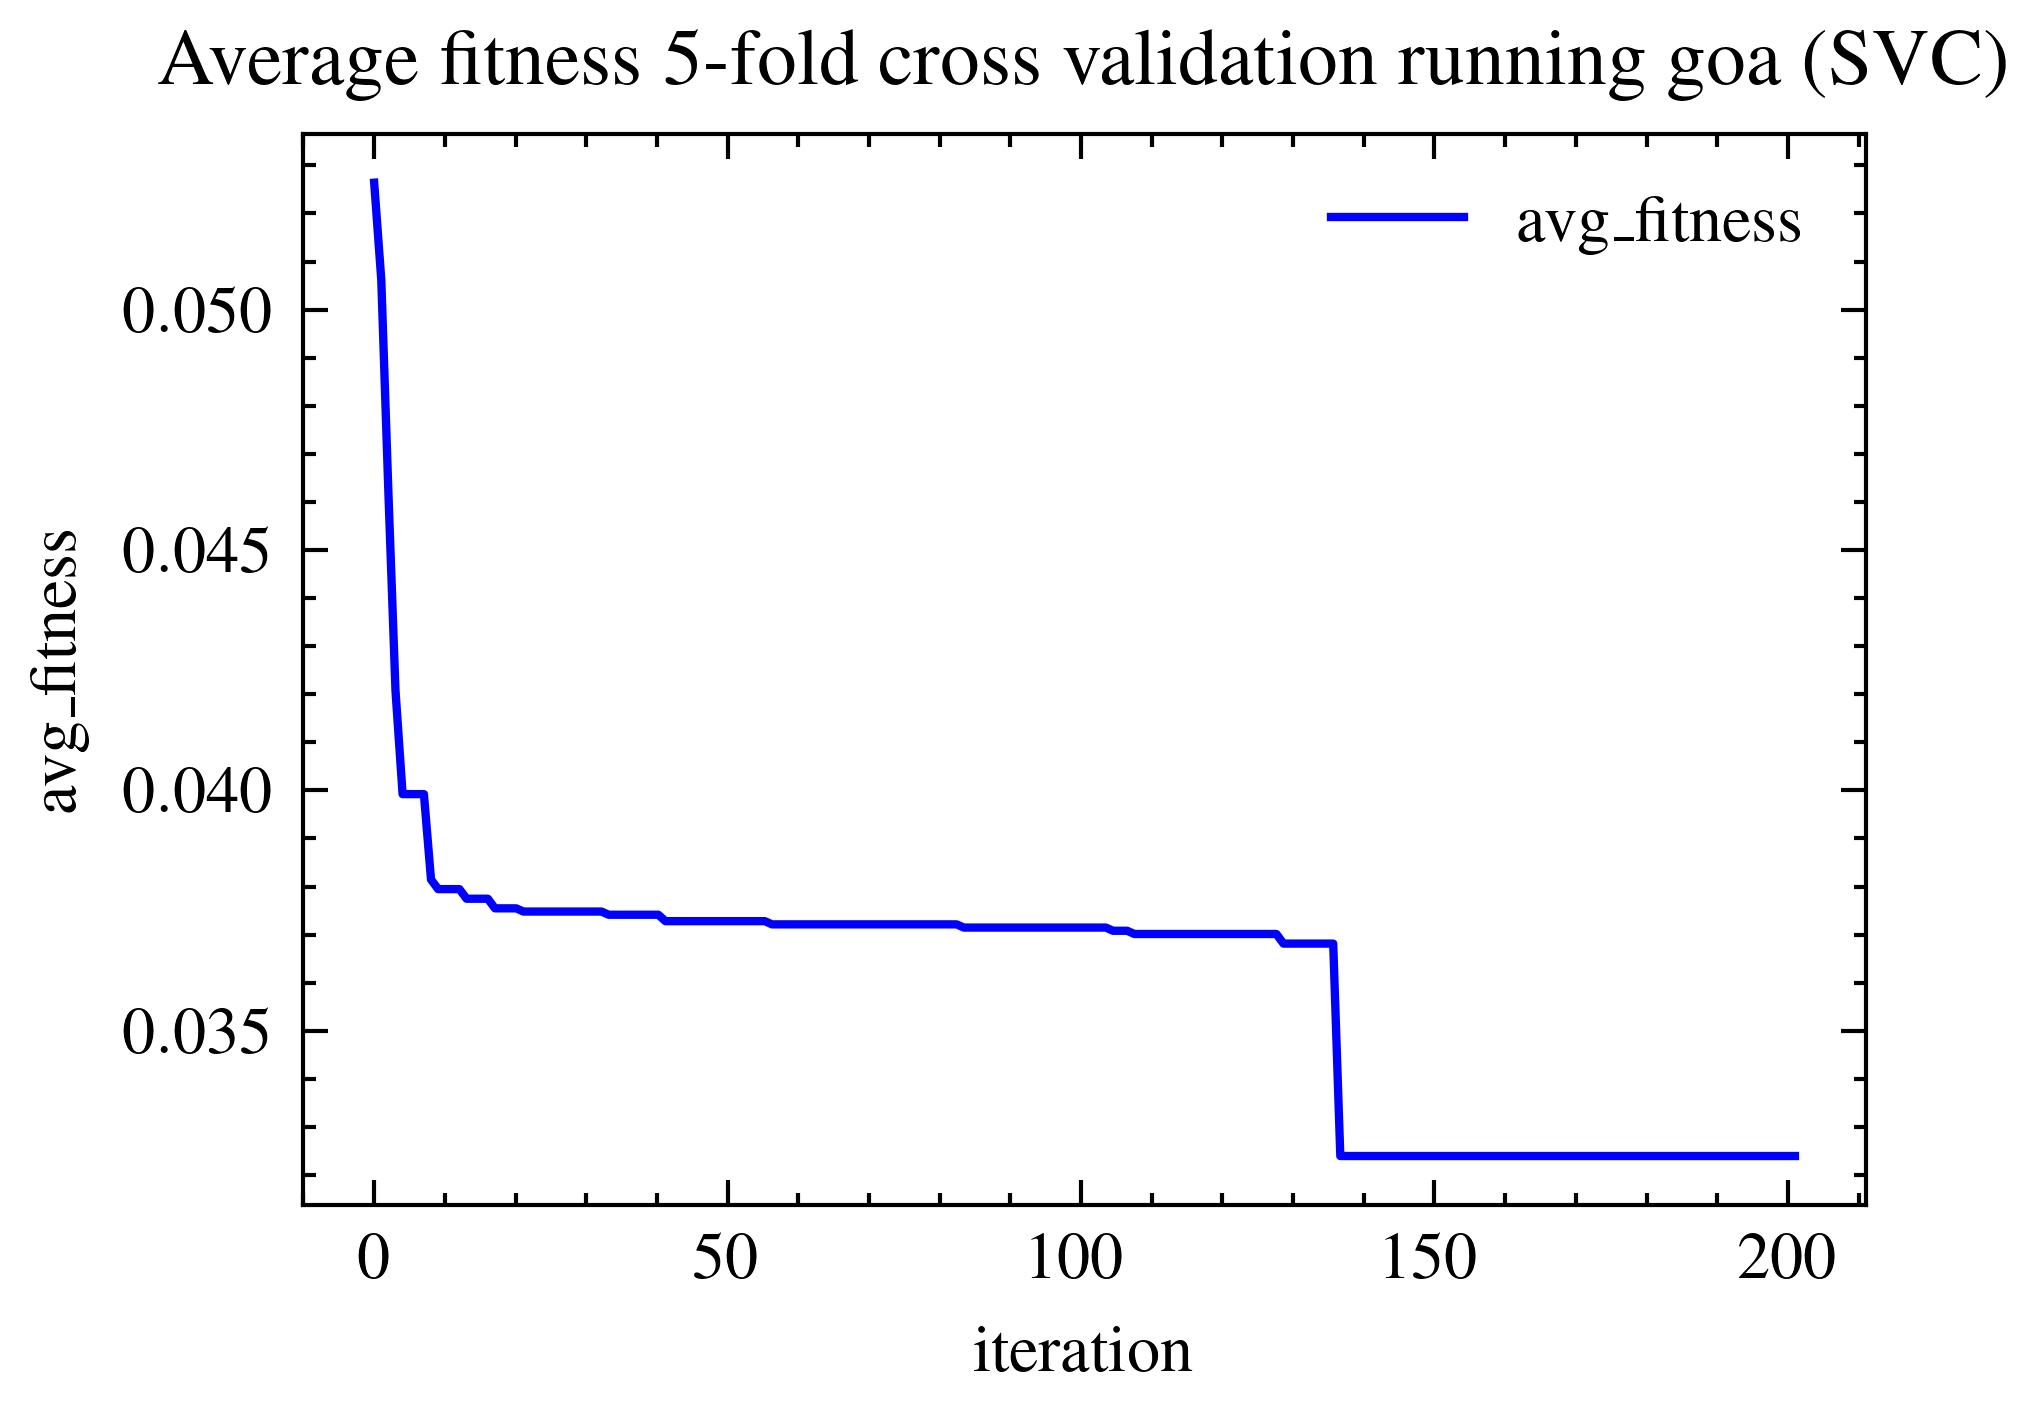 Average fitness 5-fold cross validation running goa (SVC)
avg_fitness
0.050
0.045
0.040
0.035
avg_fitness
0 50 100 150 200
iteration